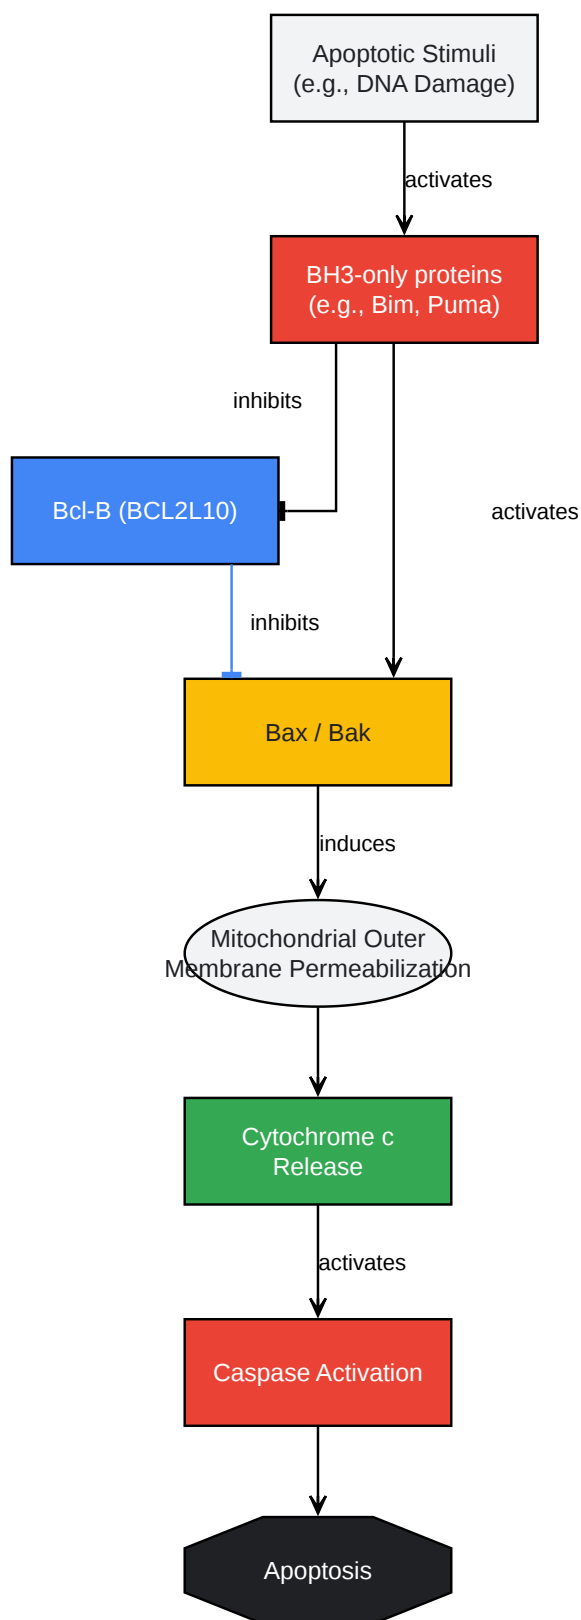 Apoptotic Stimuli
(e.g., DNA Damage)
activates
BH3-only proteins
(e.g., Bim, Puma)
inhibits
Bcl-B (BCL2L10)
activates
inhibits
Bax / Bak
induces
Mitochondrial Outer
Membrane Permeabilization
Cytochrome c
Release
activates
Caspase Activation
Apoptosis